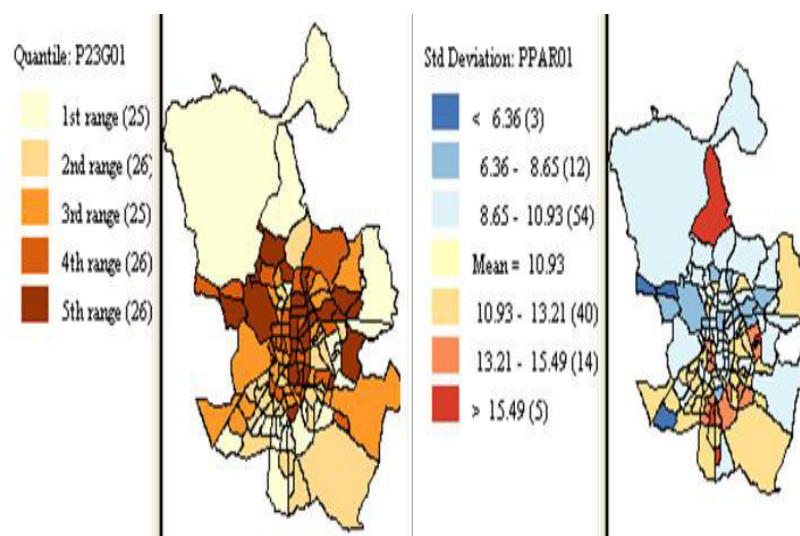 Quantile: P23G01
1st range (25)
2nd range (26)
3rd range (25)
4th range (26)
5th range (26)
Std Deviation: PPAR01
< 6.36 (3)
6.36 - 8.65 (12)
8.65 - 10.93 (54)
Mean = 10.93
10.93 - 13.21 (40)
13.21 - 15.49 (14)
> 15.49 (5)